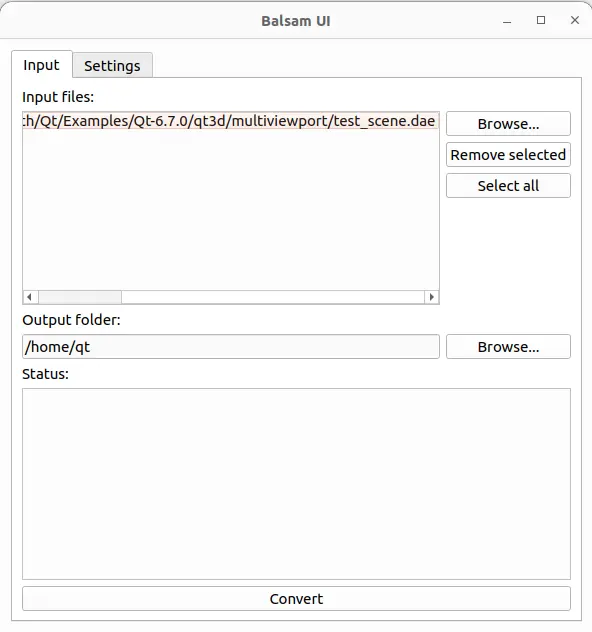 Balsam UI
Input
Settings
Input files:
:h/Qt/Examples/Qt-6.7.0/qt3d/multiviewport/test_scene.dae
Browse...
Remove selected
Select all
Output folder:
/home/qt
Browse...
Status:
Convert